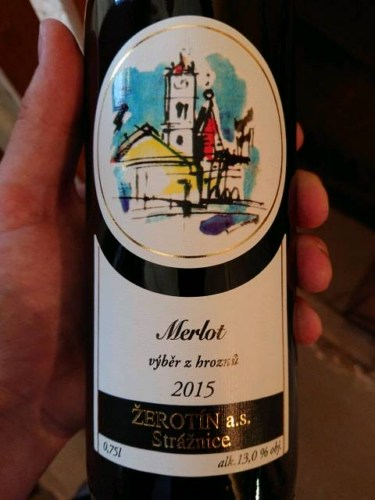 Merlot
výběr z hroznů
2015
ŽEROTÍN a.s.
Strážnice
0,75l
alk.13,0 % obj.